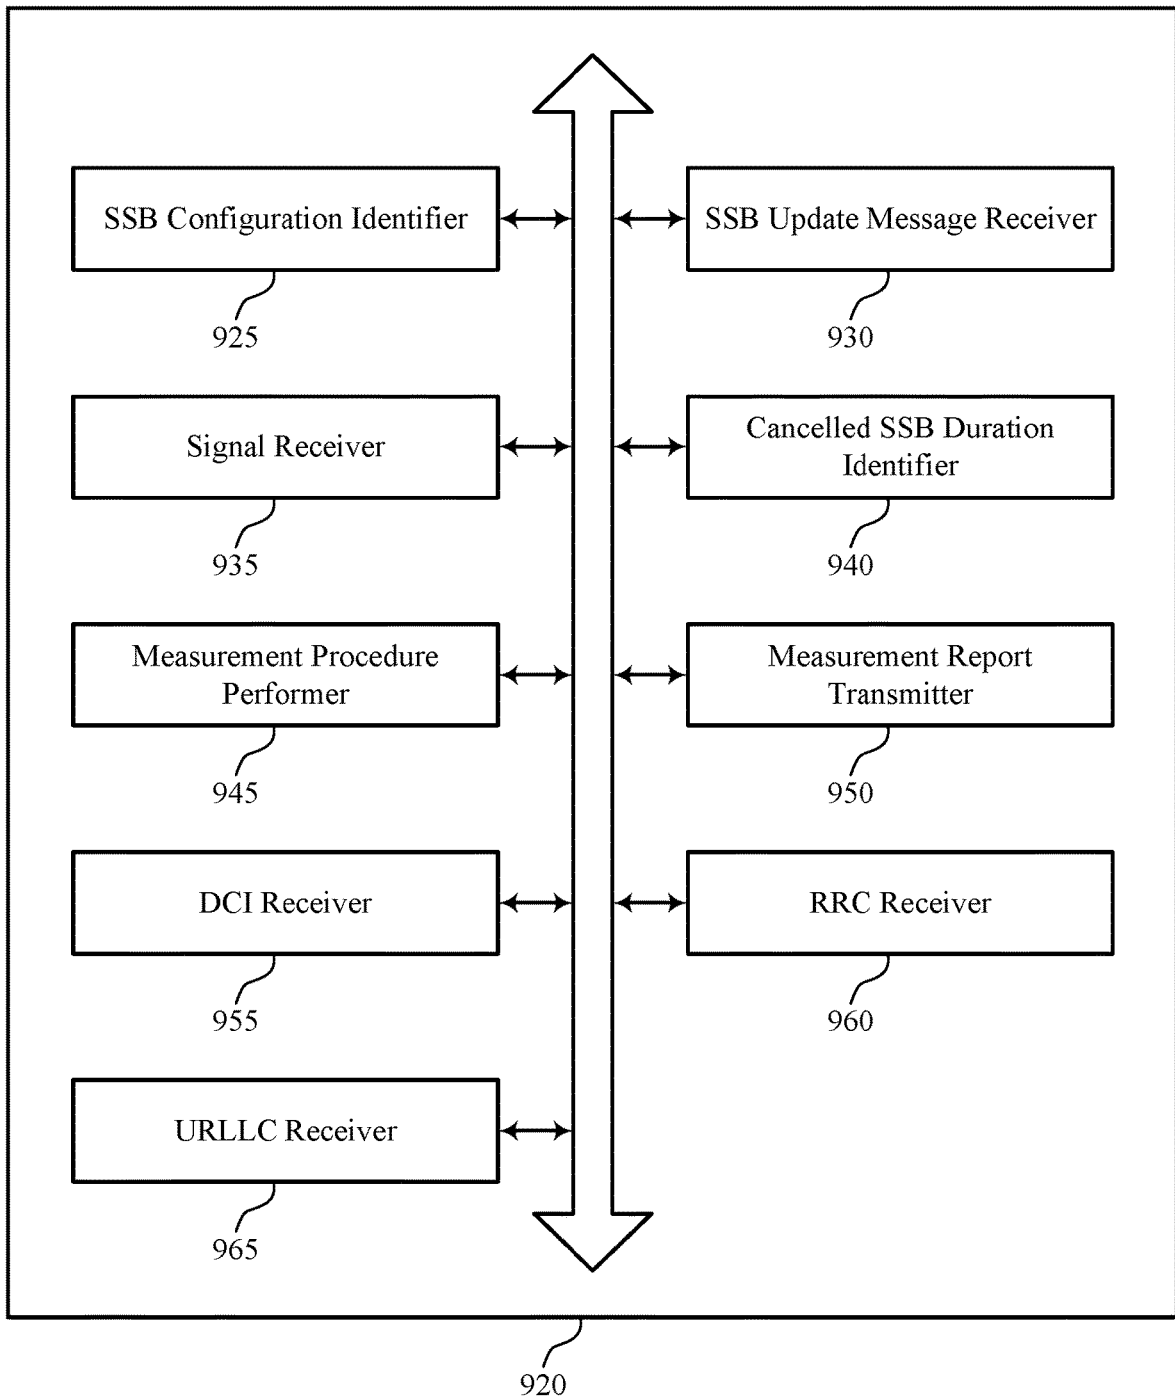 SSB Configuration Identifier
925
SSB Update Message Receiver
930
Signal Receiver
935
Cancelled SSB Duration
Identifier
940
Measurement Procedure
Performer
945
Measurement Report
Transmitter
950
DCI Receiver
955
RRC Receiver
960
URLLC Receiver
965
920